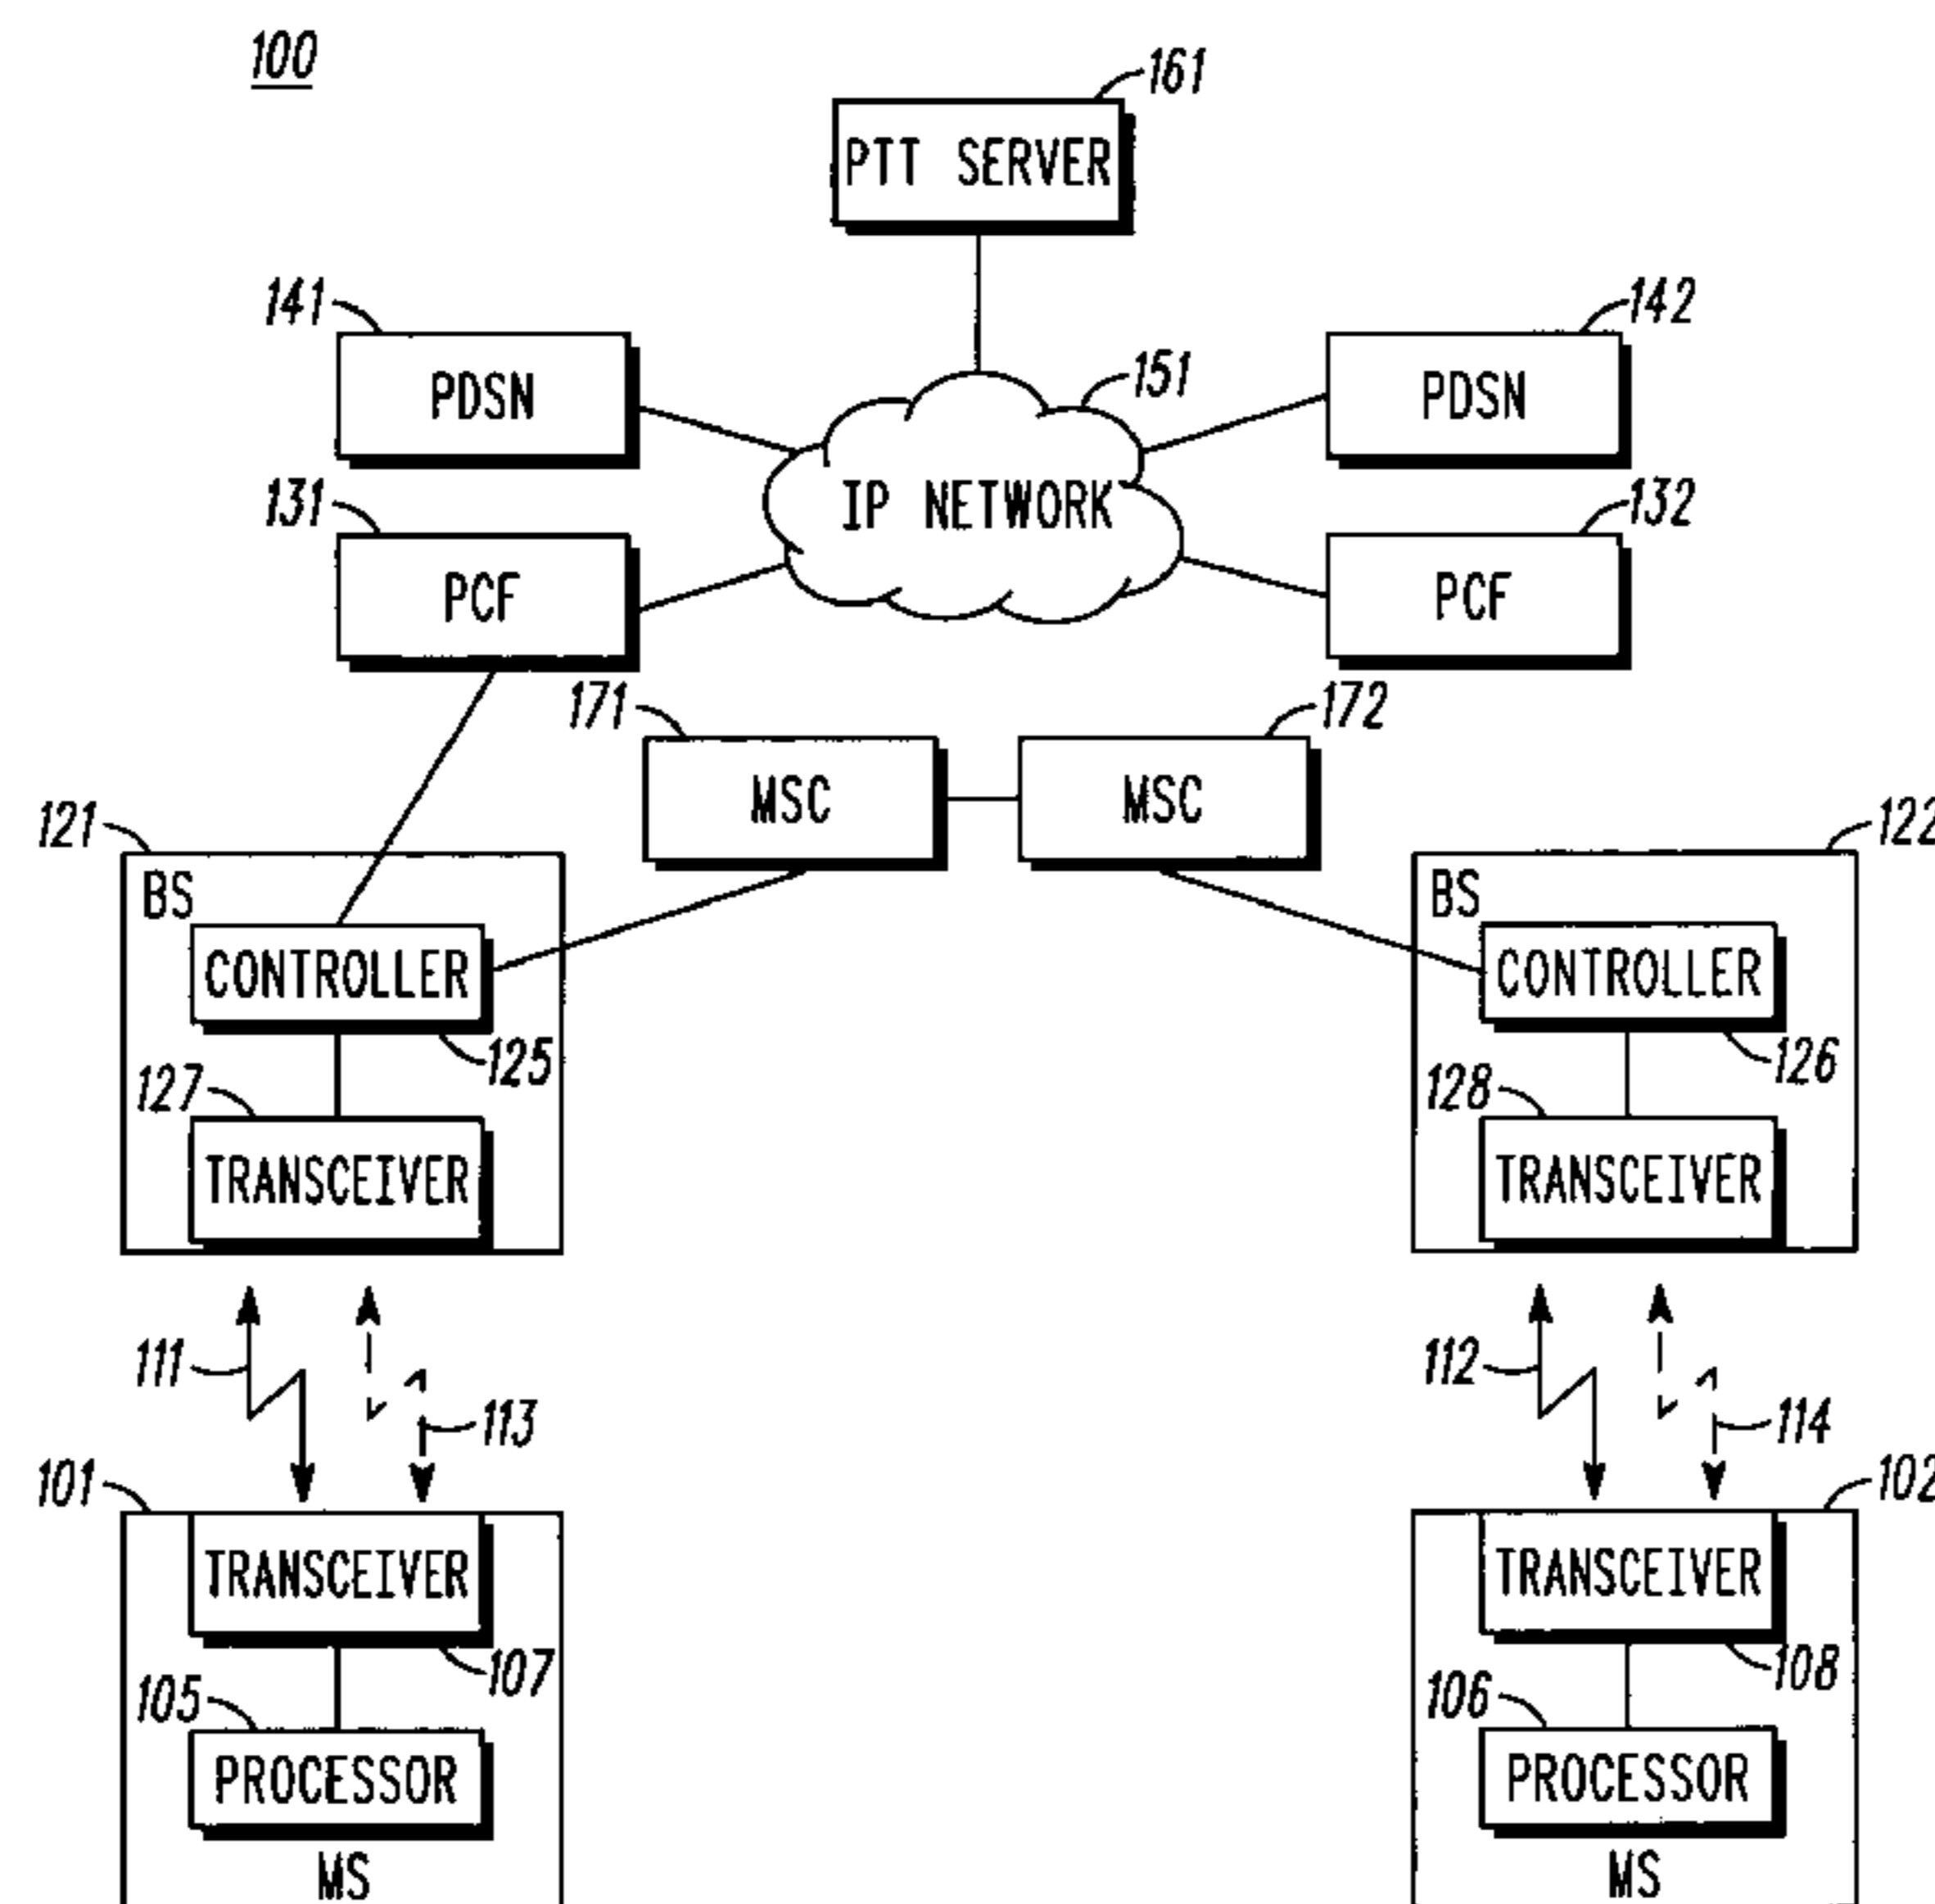 100
161
PTT SERVER
141
142
PDSN
151
PDSN
IP NETWORK
131
132
PCF
PCF
171
172
MSC
MSC
121
122
BS
BS
CONTROLLER
CONTROLLER
125
126
127
128
TRANSCEIVER
TRANSCEIVER
111
113
112
114
101
102
TRANSCEIVER
TRANSCEIVER
107
108
105
106
PROCESSOR
PROCESSOR
MS
MS